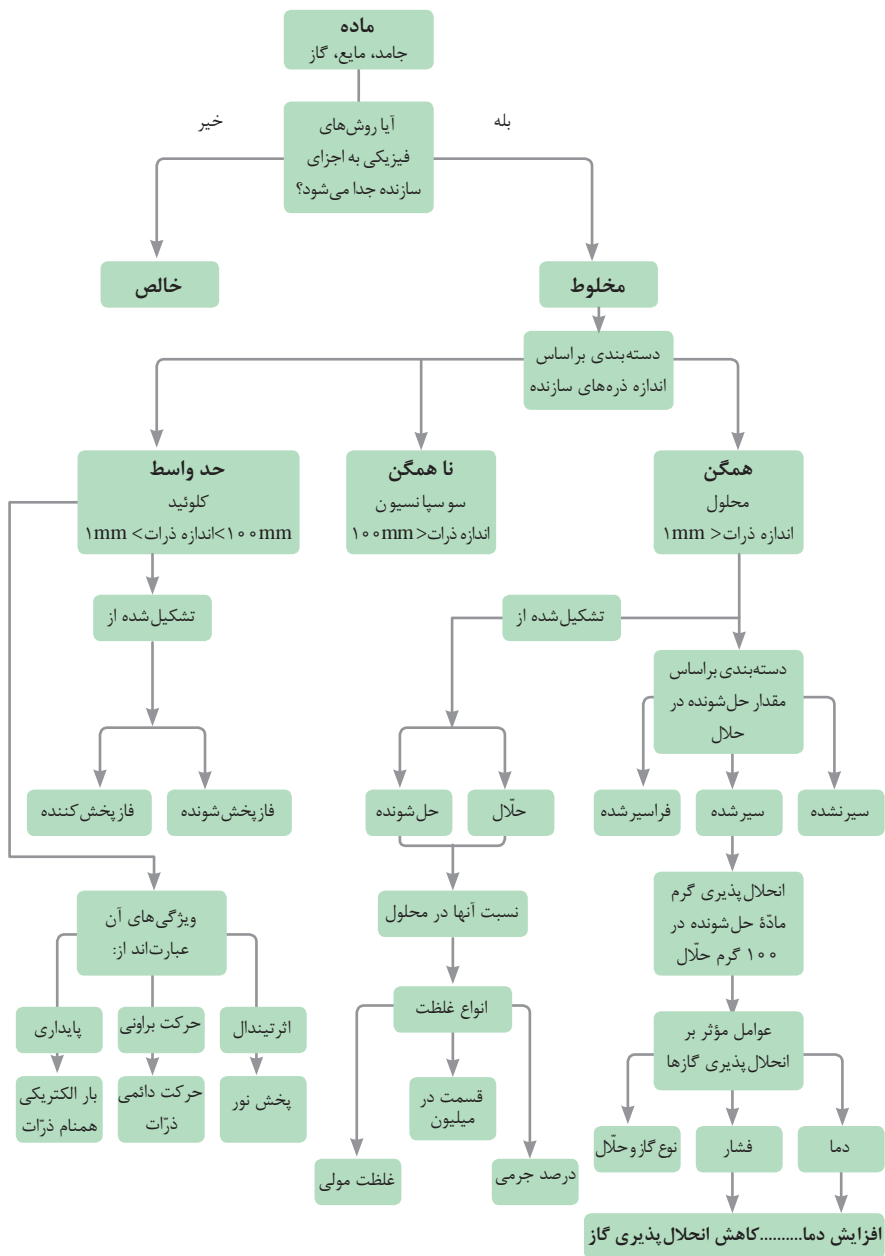 ماده
جامد، مایع، گاز
آیا روش‌های
فیزیکی به اجزای
سازنده جدا می‌شود؟
بله
خیر
مخلوط
خالص
دسته‌بندی براساس
اندازه ذره‌های سازنده
همگن
محلول
اندازه ذرات> ۱mm
نا همگن
سوسپانسیون
اندازه ذرات<۱۰۰mm
حد واسط
کلوئید
۱۰۰mm>اندازه ذرات< ۱mm
تشکیل‌شده از
تشکیل‌شده از
دسته‌بندی براساس
مقدار حل‌شونده در
حلال
سیرنشده
سیرشده
فراسیرشده
حلّال
حل‌شونده
فازپخش‌شونده
فازپخش‌کننده
انحلال‌پذیری گرم
مادّۀ حل‌شونده در
۱۰۰ گرم حلّال
نسبت آنها در محلول
ویژگی‌های آن
عبارت‌اند از:
انواع غلظت
عوامل مؤثر بر
انحلال‌پذیری گازها
اثرتیندال
حرکت براونی
پایداری
پخش نور
حرکت دائمی
ذرّات
بار الکتریکی
همنام ذرّات
قسمت در
میلیون
درصد جرمی
غلظت مولی
دما
فشار
نوع گازوحلّال
افزایش دما..........کاهش انحلال‌پذیری گاز